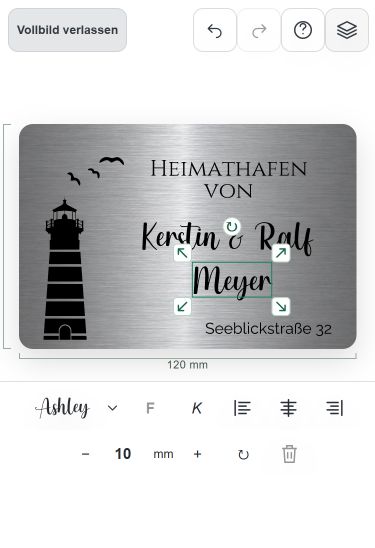 Vollbild verlassen
HEIMATHAFEN
VON
Kerstin & Ralf
Meyer
Seeblickstraße 32
120 mm
Ashley
F K
− 10 mm +